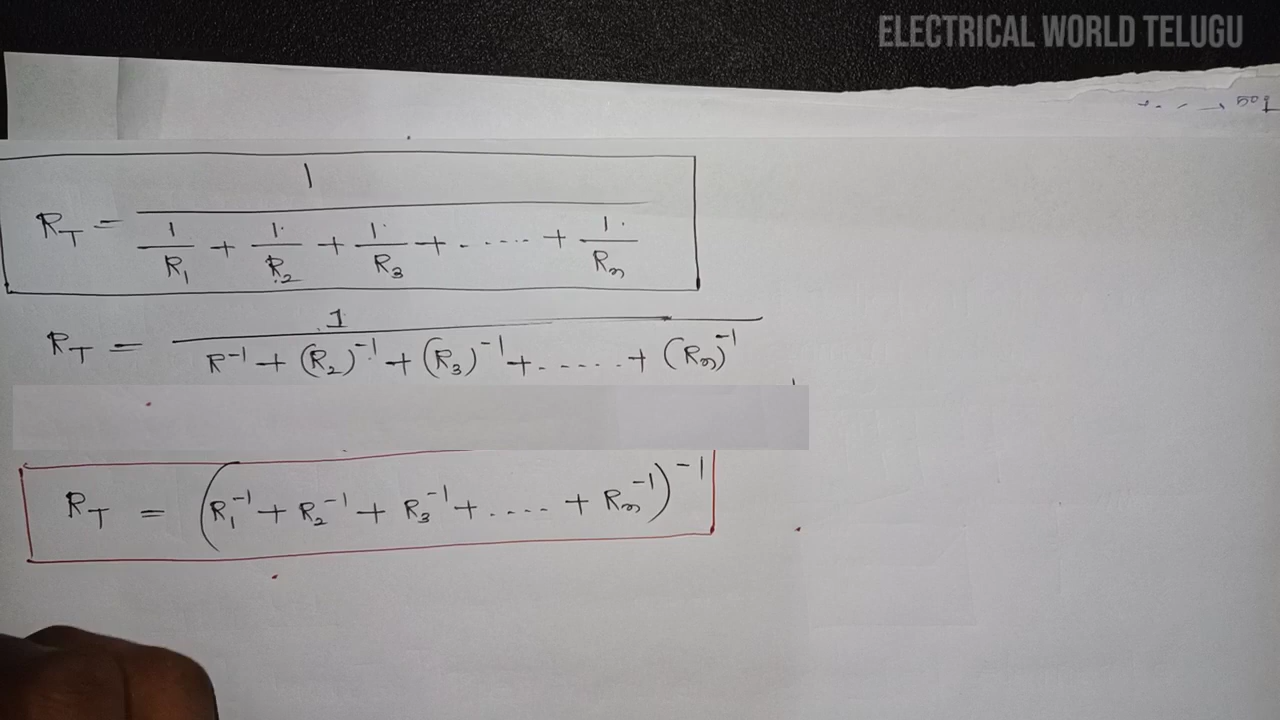 ELECTRICAL WORLD TELUGU
R_T = 1 / (1/R_1 + 1/R_2 + 1/R_3 + ...... + 1/R_n)
R_T = 1 / (R^-1 + (R_2)^-1 + (R_3)^-1 + ...... + (R_n)^-1)
R_T = (R_1^-1 + R_2^-1 + R_3^-1 + ..... + R_n^-1)^-1